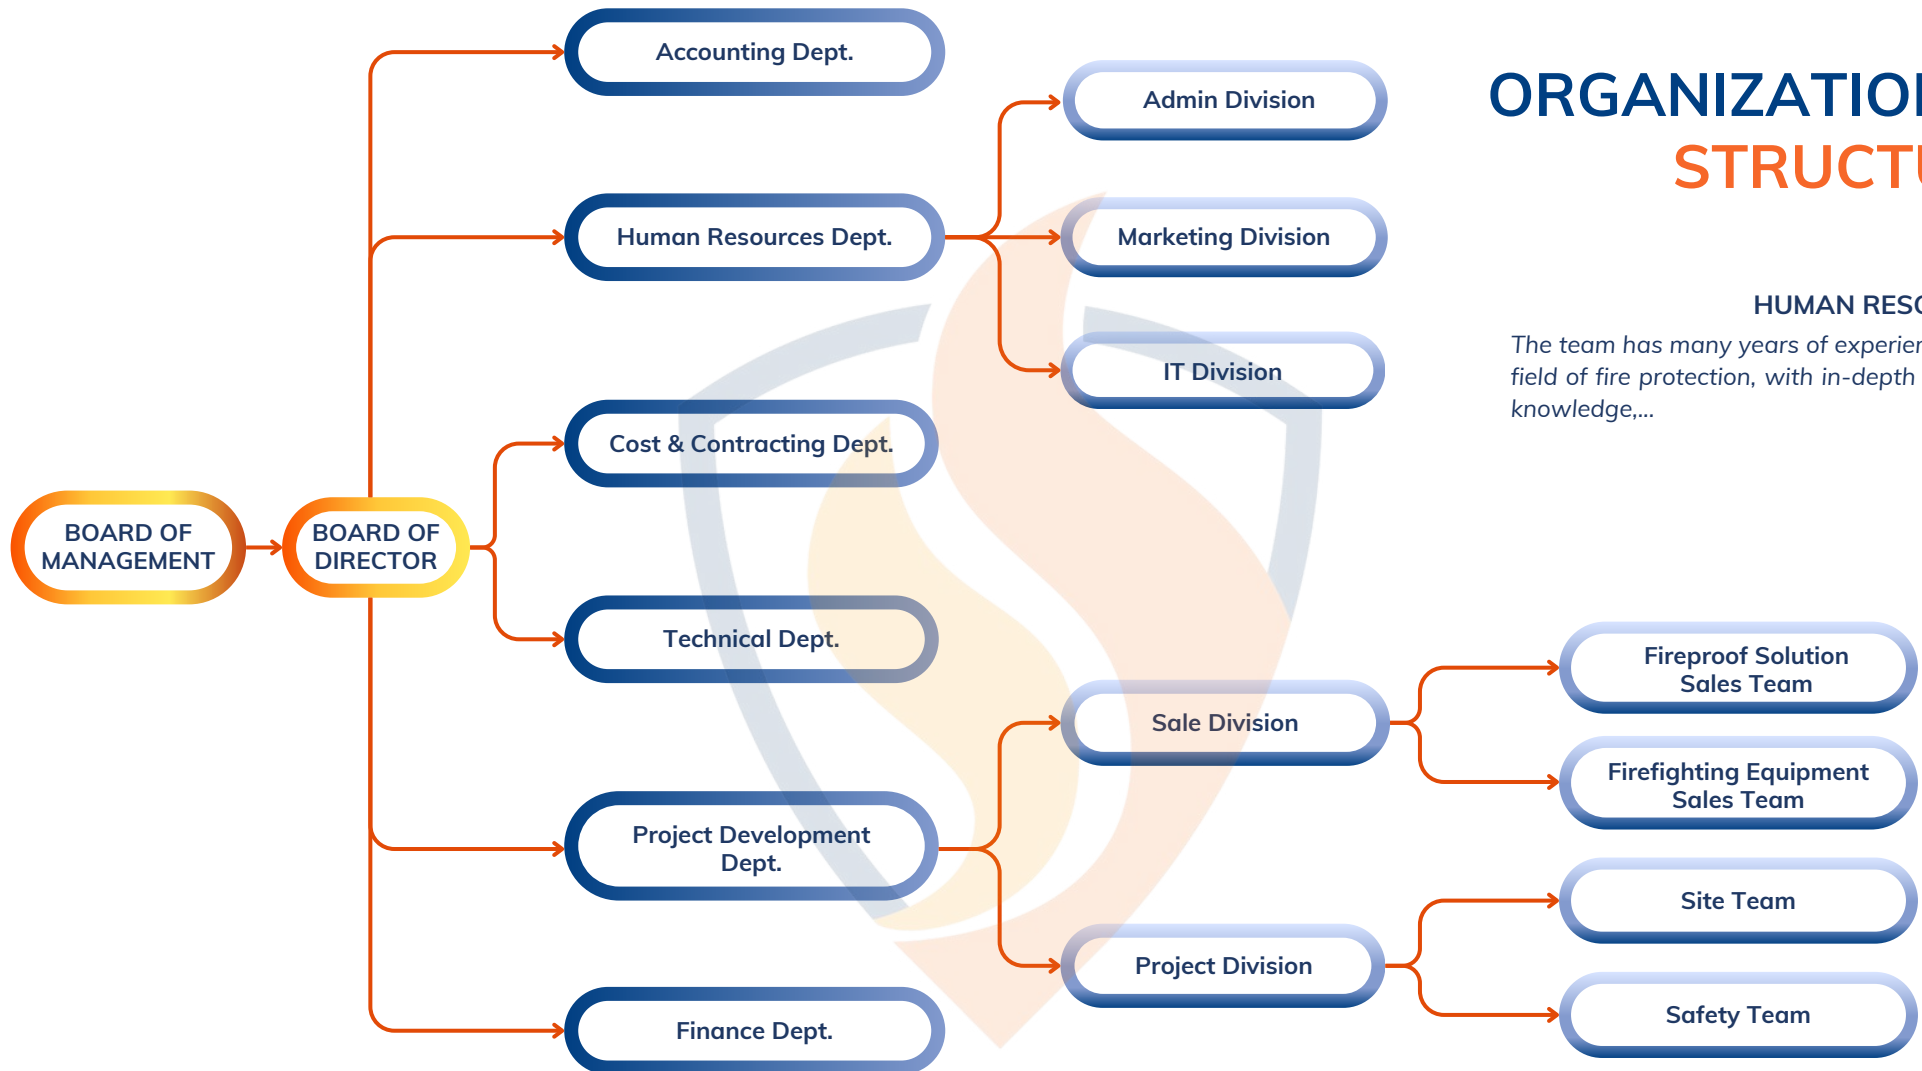 ORGANIZATION
STRUCTU
HUMAN RESO
The team has many years of experien
field of fire protection, with in-depth
knowledge,...
BOARD OF
MANAGEMENT
BOARD OF
DIRECTOR
Accounting Dept.
Human Resources Dept.
Admin Division
Marketing Division
IT Division
Cost & Contracting Dept.
Technical Dept.
Project Development
Dept.
Sale Division
Fireproof Solution
Sales Team
Firefighting Equipment
Sales Team
Project Division
Site Team
Safety Team
Finance Dept.